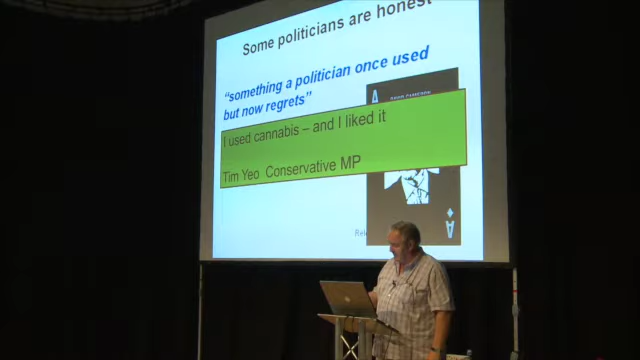 Some politicians are honest
"something a politician once used
but now regrets"
A
I used cannabis – and I liked it
Tim Yeo Conservative MP
A